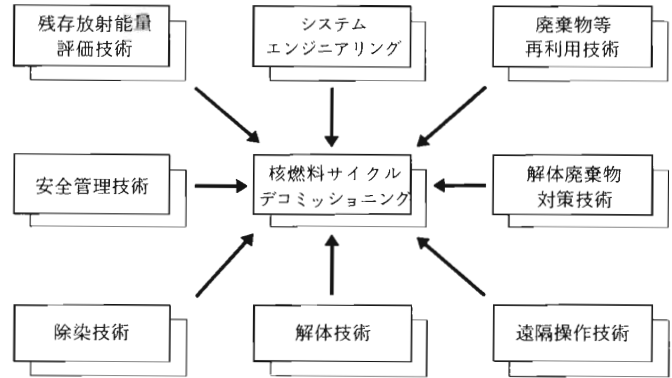 残存放射能量
評価技術
システム
エンジニアリング
廃棄物等
再利用技術
安全管理技術
核燃料サイクル
デコミッショニング
解体廃棄物
対策技術
除染技術
解体技術
遠隔操作技術